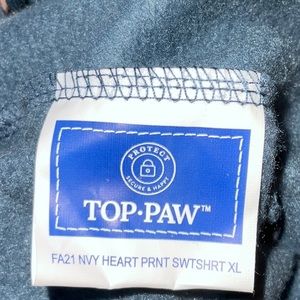 PROTECT
SECURE & HAPPY
TOP·PAW™
FA21 NVY HEART PRNT SWTSHRT XL